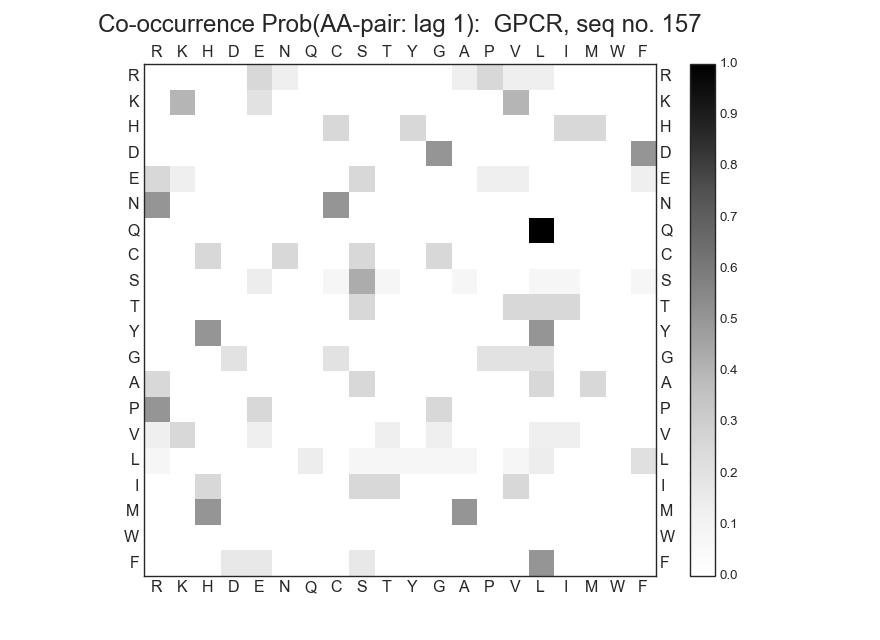 Co-occurrence Prob(AA-pair: lag 1):  GPCR, seq no. 157
R K H D E N Q C S T Y G A P V L I M W F
1.0
R R
0.9
K K
H H
0.8
D D
0.7
E E
N N
0.6
Q Q
C C
S S
0.5
T T
Y Y
0.4
G G
A A
0.3
P P
V V
0.2
L L
I I
0.1
M M
W W
F F
0.0
R K H D E N Q C S T Y G A P V L I M W F